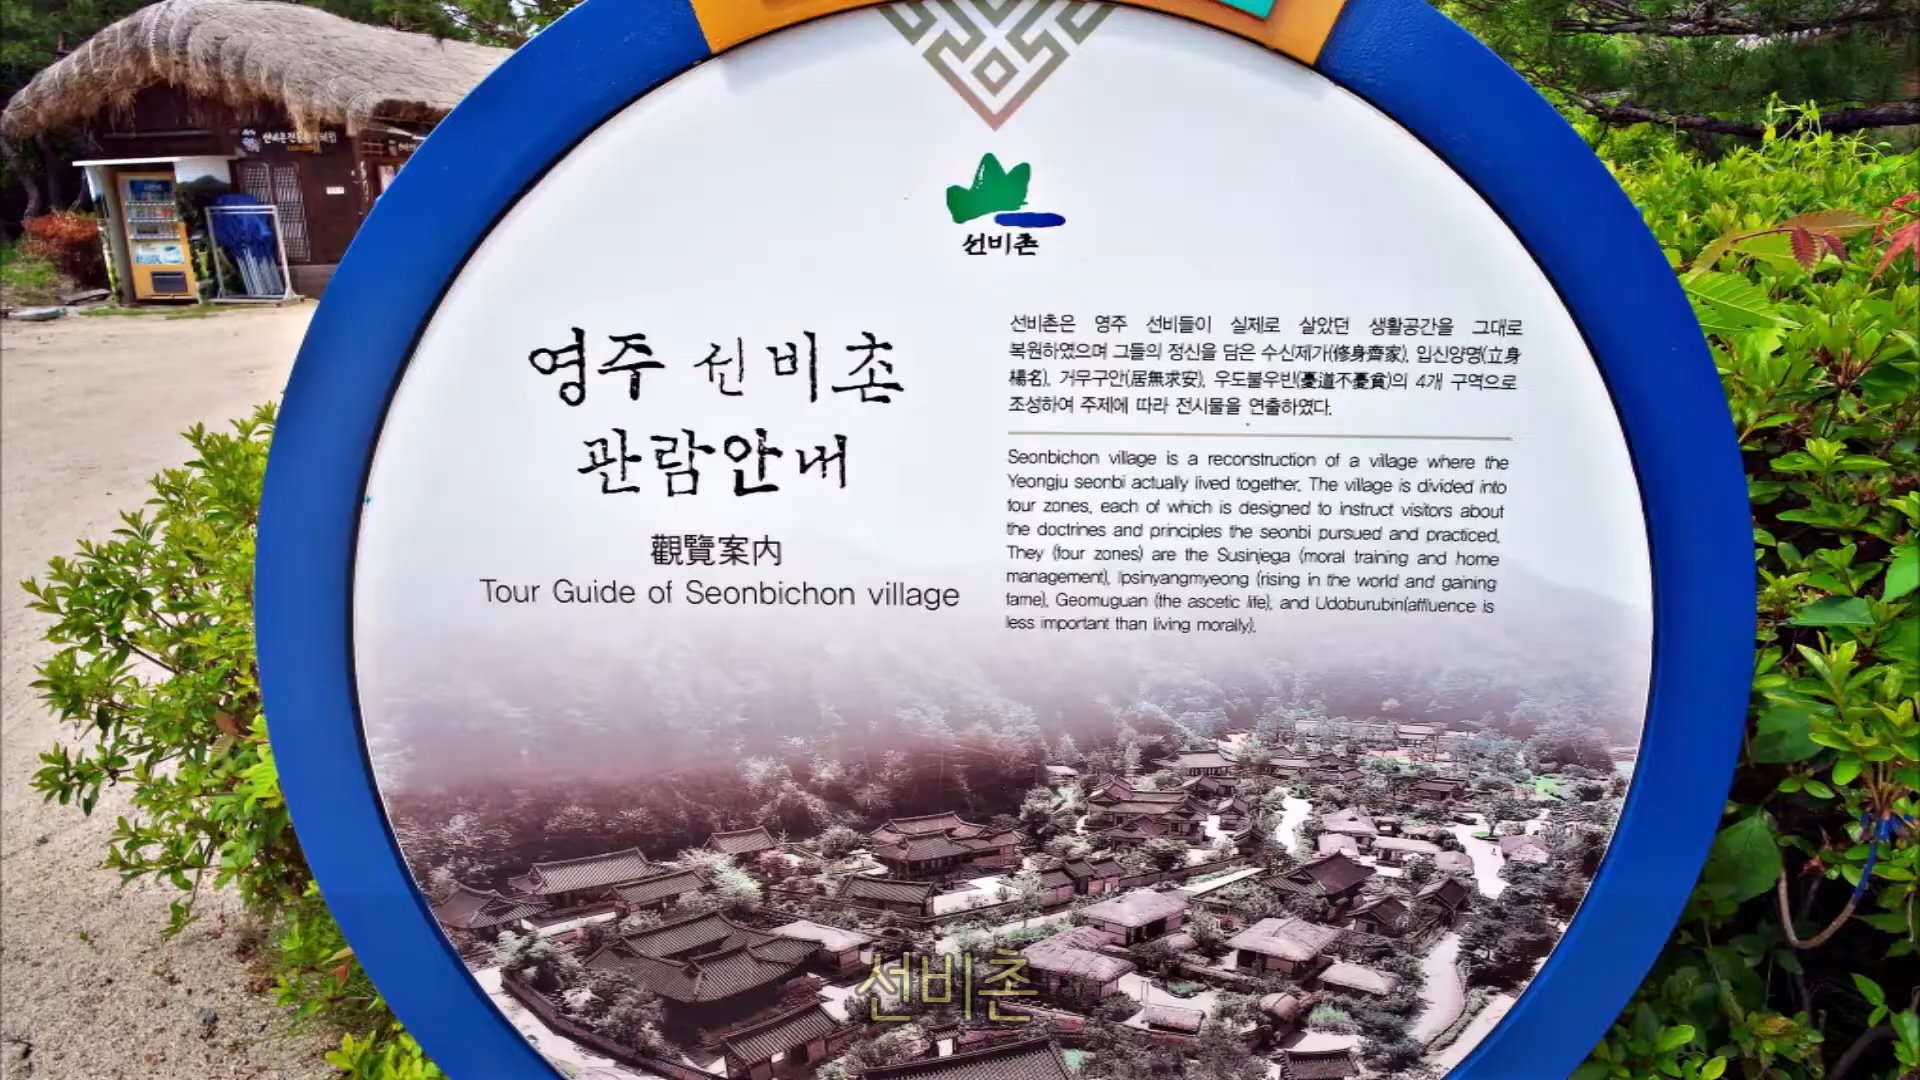 선비촌
영주 선비촌
관람안내
觀覽案內
Tour Guide of Seonbichon village
선비촌은 영주 선비들이 실제로 살았던 생활공간을 그대로
복원하였으며 그들의 정신을 담은 수신제가(修身齊家), 입신양명(立身
楊名), 거무구안(居無求安), 우도불우빈(憂道不憂貧)의 4개 구역으로
조성하여 주제에 따라 전시물을 연출하였다.
Seonbichon village is a reconstruction of a village where the
Yeongju seonbi actually lived together. The village is divided into
four zones, each of which is designed to instruct visitors about
the doctrines and principles the seonbi pursued and practiced.
They (four zones) are the Susinjega (moral training and home
management), Ipsinyangmyeong (rising in the world and gaining
fame), Geomuguan (the ascetic life), and Udoburubin(affluence is
less important than living morally).
선비촌